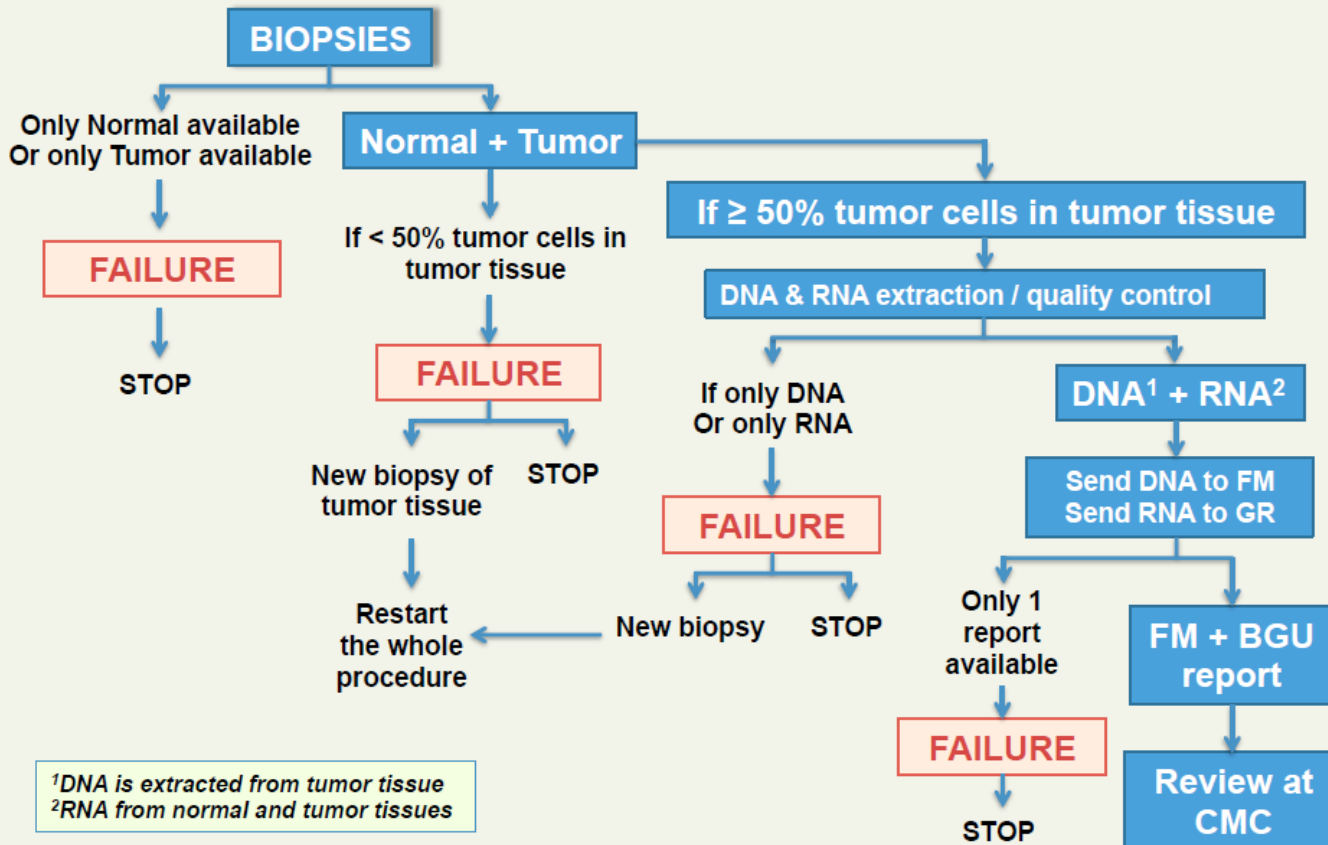 BIOPSIES
Only Normal available
Or only Tumor available
FAILURE
STOP
Normal + Tumor
If < 50% tumor cells in
tumor tissue
FAILURE
New biopsy of
tumor tissue
STOP
Restart
the whole
procedure
If ≥ 50% tumor cells in tumor tissue
DNA & RNA extraction / quality control
If only DNA
Or only RNA
FAILURE
New biopsy
STOP
DNA¹ + RNA²
Send DNA to FM
Send RNA to GR
Only 1
report
available
FAILURE
STOP
FM + BGU
report
Review at
CMC
¹DNA is extracted from tumor tissue
²RNA from normal and tumor tissues